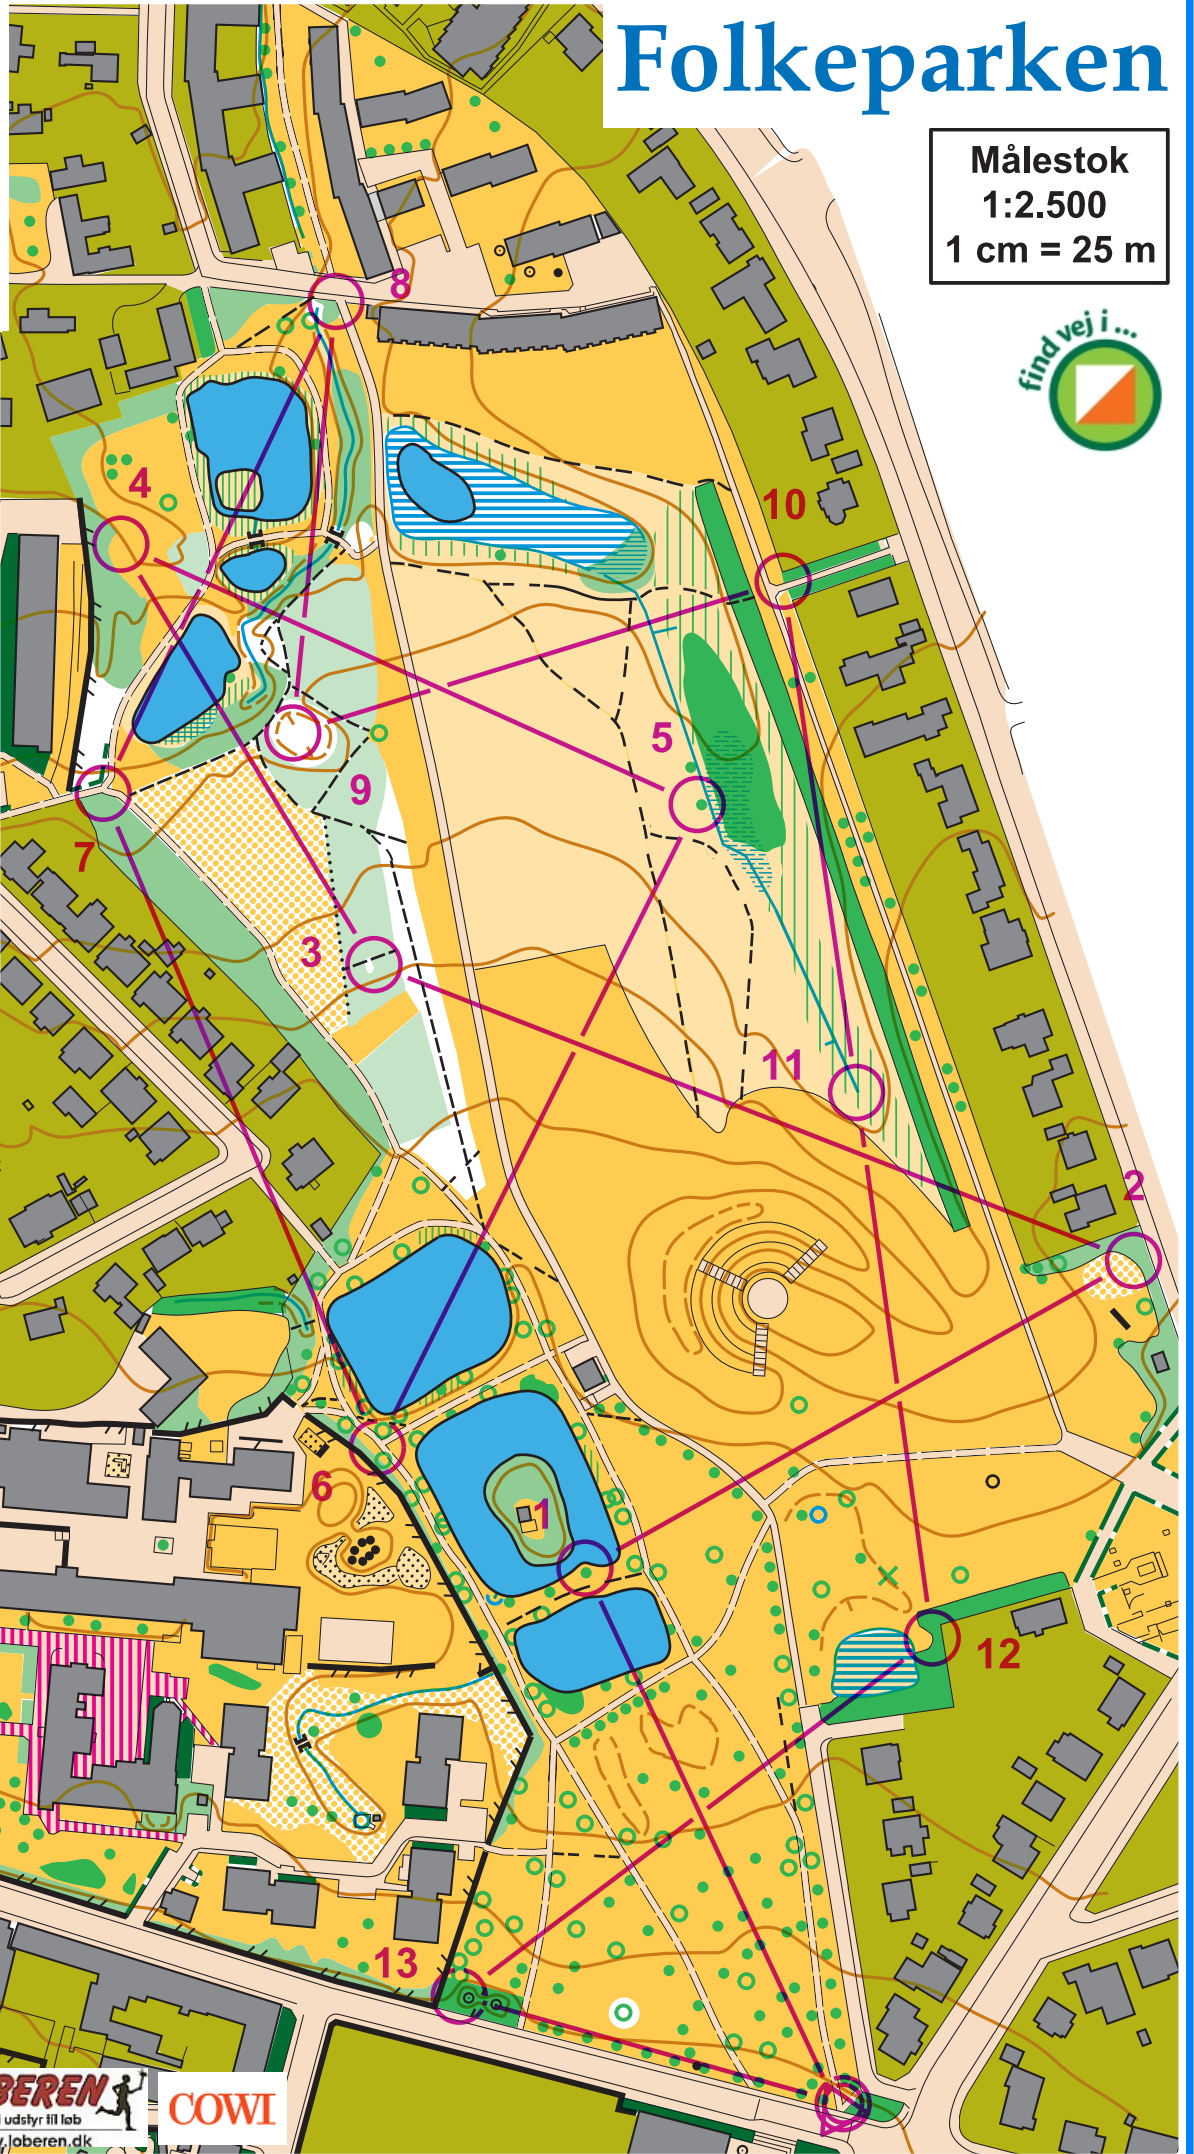 Folkeparken
Målestok
1:2.500
1 cm = 25 m
find vej i ...
8
4
10
5
9
7
3
11
2
6
1
12
13
udstyr til løb
.loberen.dk
COWI